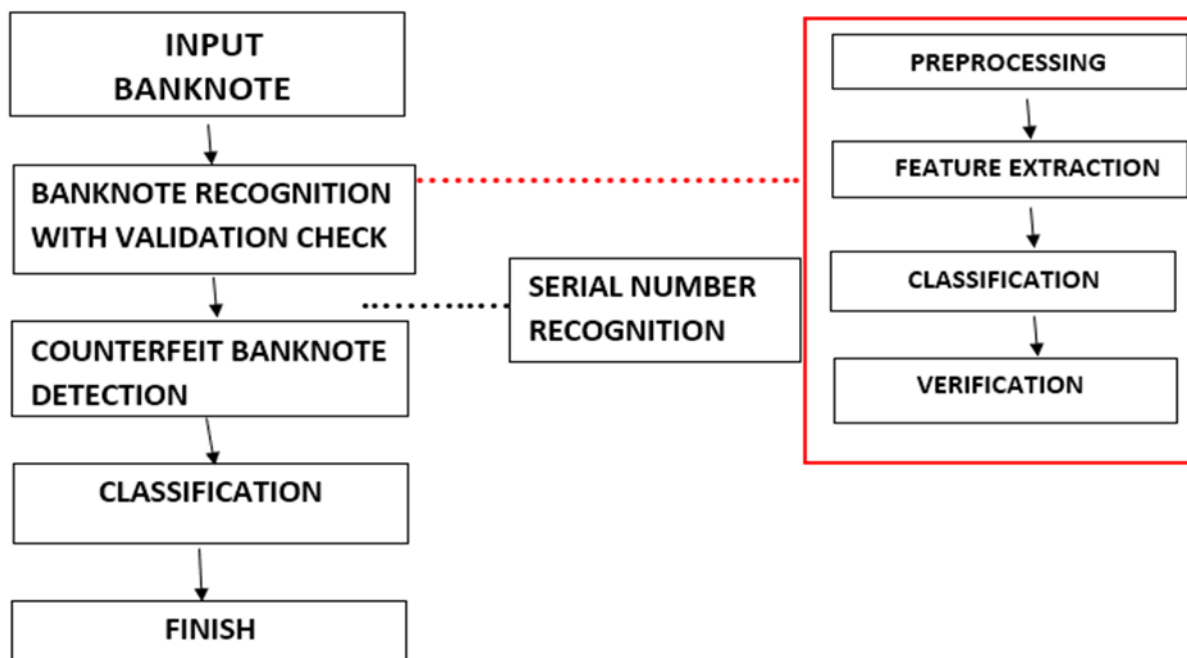 INPUT
BANKNOTE
BANKNOTE RECOGNITION
WITH VALIDATION CHECK
COUNTERFEIT BANKNOTE
DETECTION
CLASSIFICATION
FINISH
SERIAL NUMBER
RECOGNITION
PREPROCESSING
FEATURE EXTRACTION
CLASSIFICATION
VERIFICATION